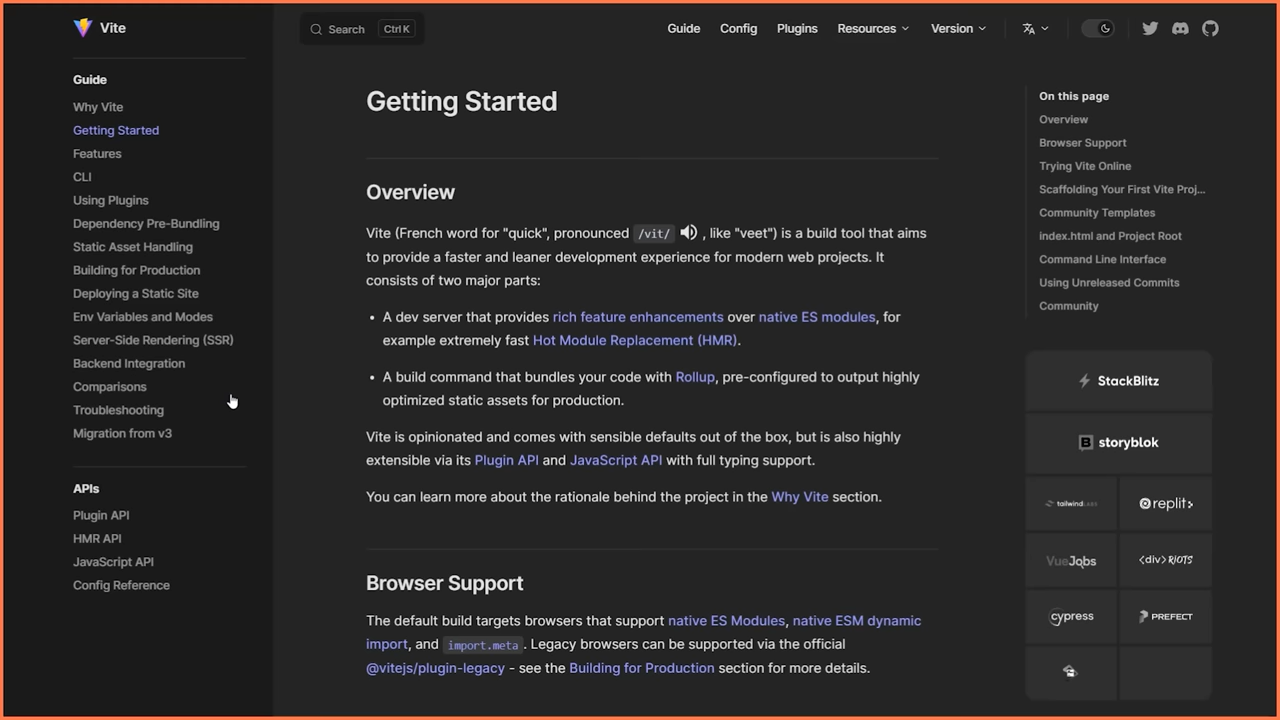 Vite
Search Ctrl K
Guide Config Plugins Resources Version
Guide
Why Vite
Getting Started
Features
CLI
Using Plugins
Dependency Pre-Bundling
Static Asset Handling
Building for Production
Deploying a Static Site
Env Variables and Modes
Server-Side Rendering (SSR)
Backend Integration
Comparisons
Troubleshooting
Migration from v3
APIs
Plugin API
HMR API
JavaScript API
Config Reference
Getting Started
Overview
Vite (French word for "quick", pronounced /vit/ , like "veet") is a build tool that aims
to provide a faster and leaner development experience for modern web projects. It
consists of two major parts:
• A dev server that provides rich feature enhancements over native ES modules, for
example extremely fast Hot Module Replacement (HMR).
• A build command that bundles your code with Rollup, pre-configured to output highly
optimized static assets for production.
Vite is opinionated and comes with sensible defaults out of the box, but is also highly
extensible via its Plugin API and JavaScript API with full typing support.
You can learn more about the rationale behind the project in the Why Vite section.
Browser Support
The default build targets browsers that support native ES Modules, native ESM dynamic
import, and import.meta. Legacy browsers can be supported via the official
@vitejs/plugin-legacy - see the Building for Production section for more details.
On this page
Overview
Browser Support
Trying Vite Online
Scaffolding Your First Vite Proj...
Community Templates
index.html and Project Root
Command Line Interface
Using Unreleased Commits
Community
StackBlitz
storyblok
tailwindLABS replit
VueJobs <div>RIOTS
cypress PREFECT